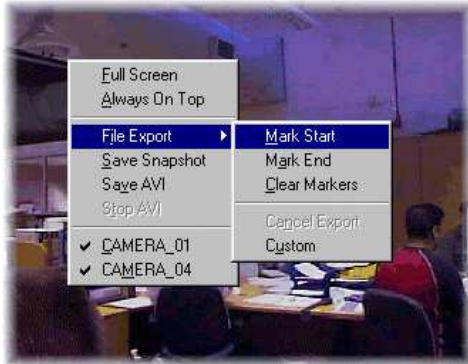 Full Screen
Always On Top
File Export
Save Snapshot
Save AVI
Stop AVI
CAMERA_01
CAMERA_04
Mark Start
Mark End
Clear Markers
Cancel Export
Custom